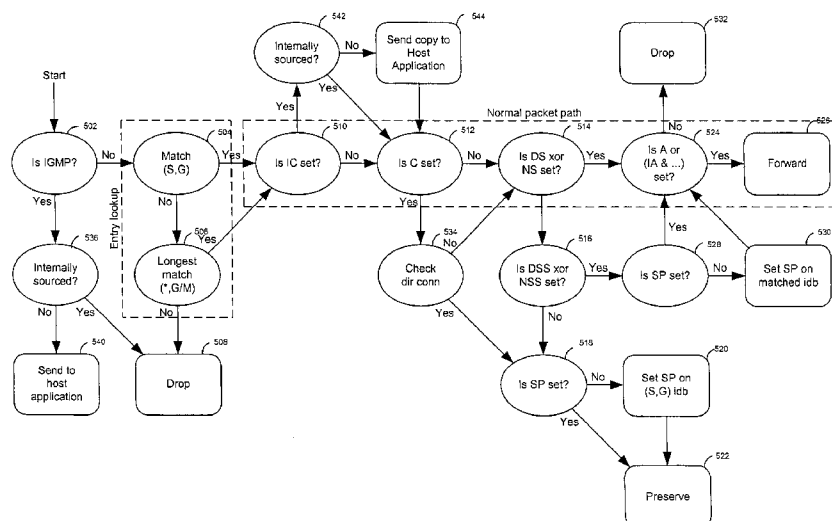 542
544
532
Internally
sourced?
No
Send copy to
Host
Application
Drop
Start
Yes
Yes
Normal packet path
No
502
504
510
512
514
524
526
Is IGMP?
No
Match
(S,G)
Yes
Is IC set?
No
Is C set?
No
Is DS xor
NS set?
Yes
Is A or
(IA & ...)
set?
Yes
Forward
Yes
No
Entry lookup
Yes
Yes
536
506
534
No
516
528
530
Internally
sourced?
Longest
match
(*,G/M)
Check
dir conn
Is DSS xor
NSS set?
Yes
Is SP set?
No
Set SP on
matched idb
No
Yes
No
Yes
No
540
508
518
520
Send to
host
application
Drop
Is SP set?
No
Set SP on
(S,G) idb
Yes
522
Preserve